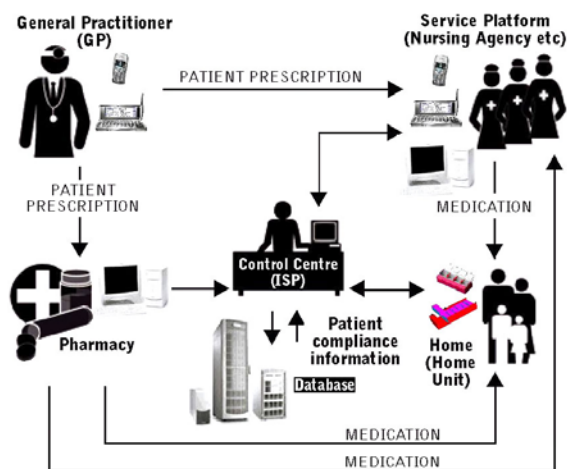 General Practitioner
(GP)
Service Platform
(Nursing Agency etc)
PATIENT PRESCRIPTION
PATIENT
PRESCRIPTION
MEDICATION
Control Centre
(ISP)
Pharmacy
Patient
compliance
information
Home
(Home
Unit)
Database
MEDICATION
MEDICATION